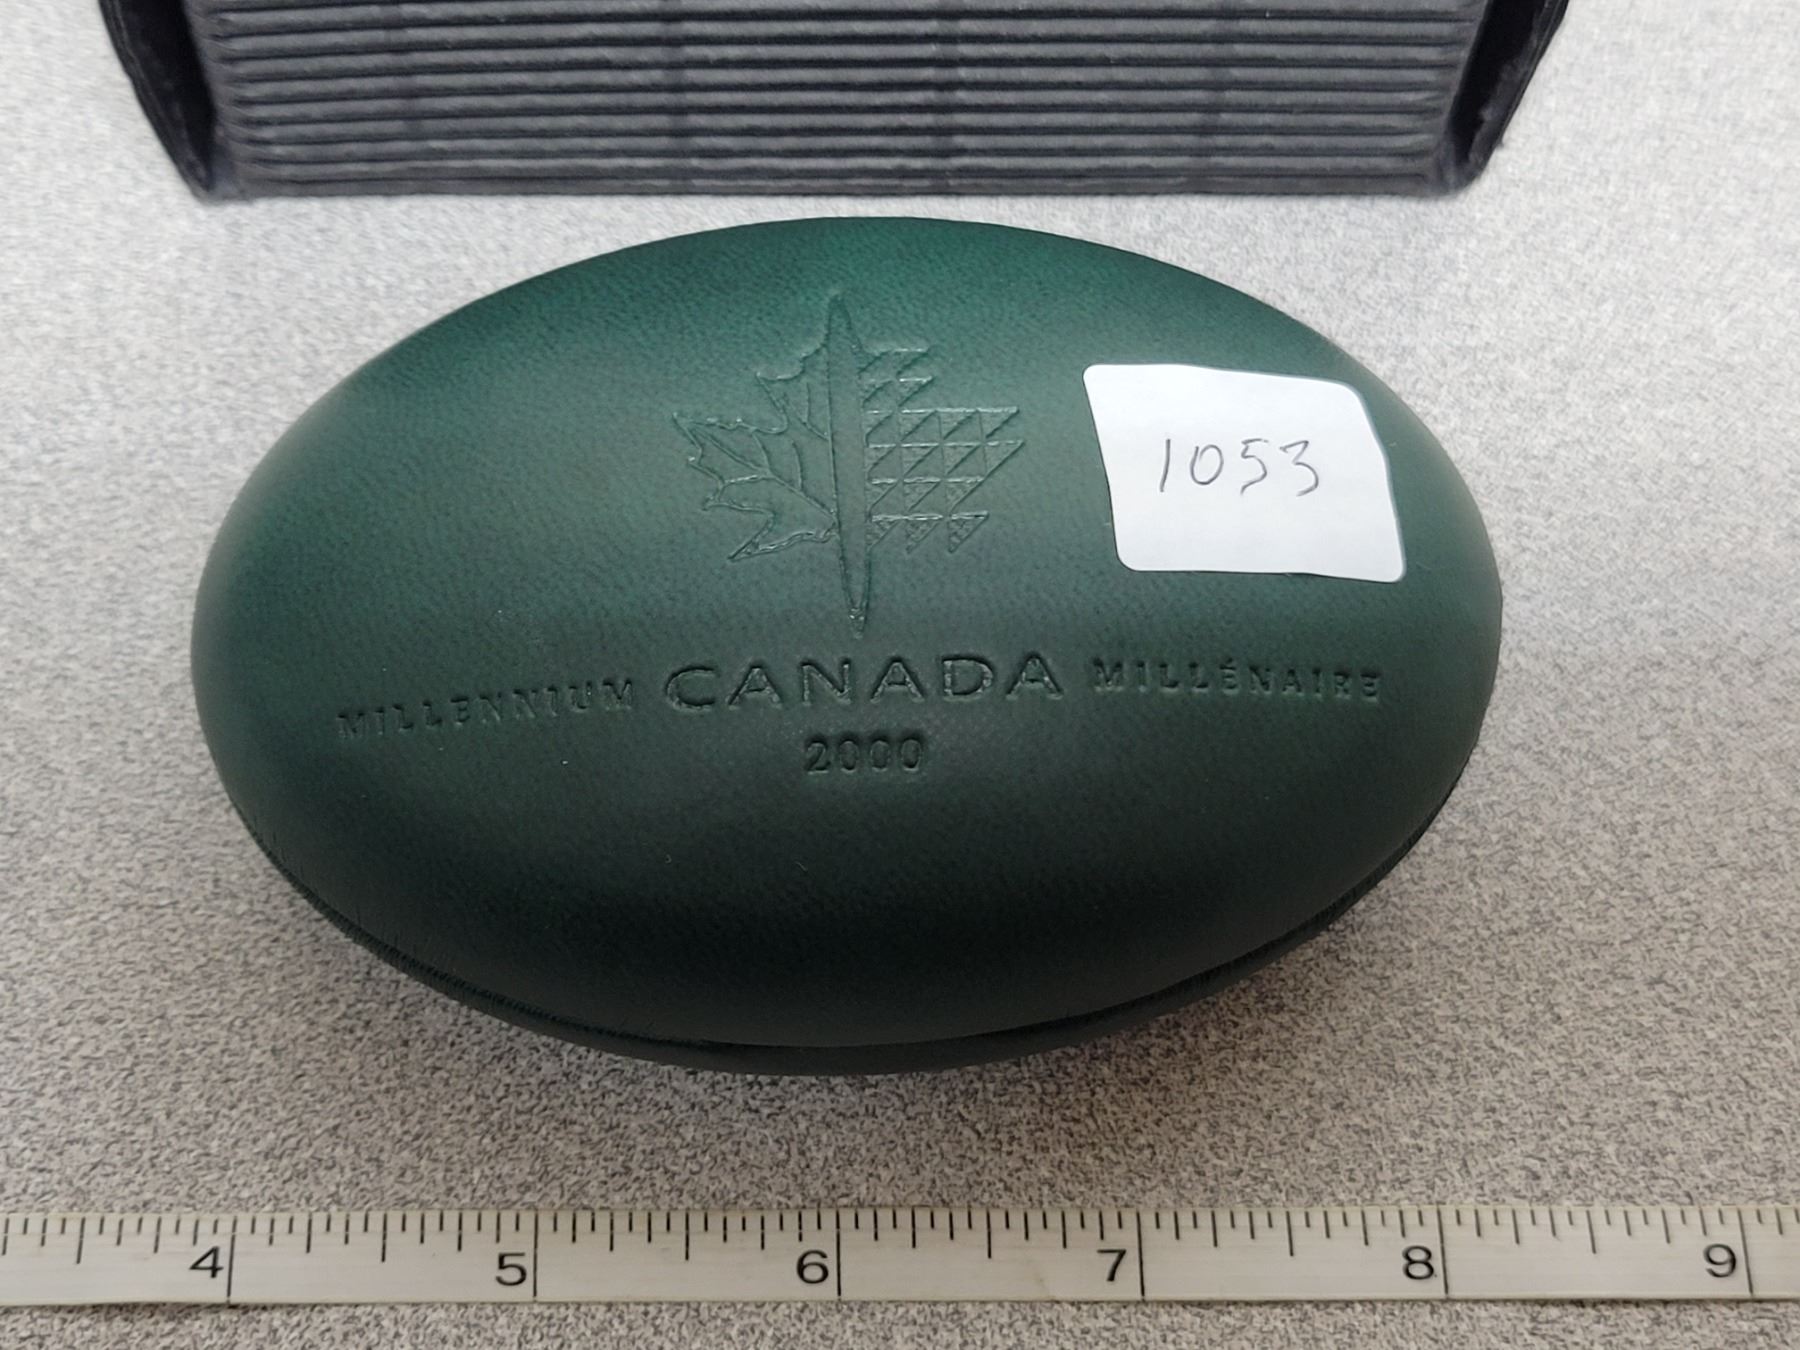 1053
MILLENNIUM CANADA MILLÉNAIRE
2000
4 5 6 7 8 9